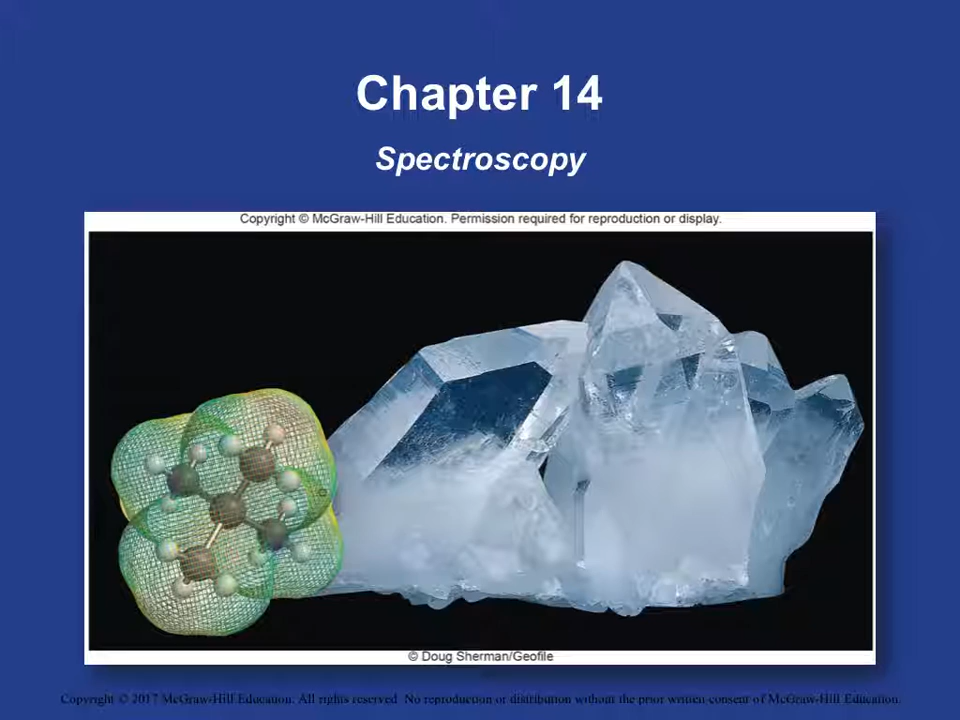 Chapter 14
Spectroscopy
Copyright © McGraw-Hill Education. Permission required for reproduction or display.
© Doug Sherman/Geofile
Copyright © 2017 McGraw-Hill Education. All rights reserved. No reproduction or distribution without the prior written consent of McGraw-Hill Education.